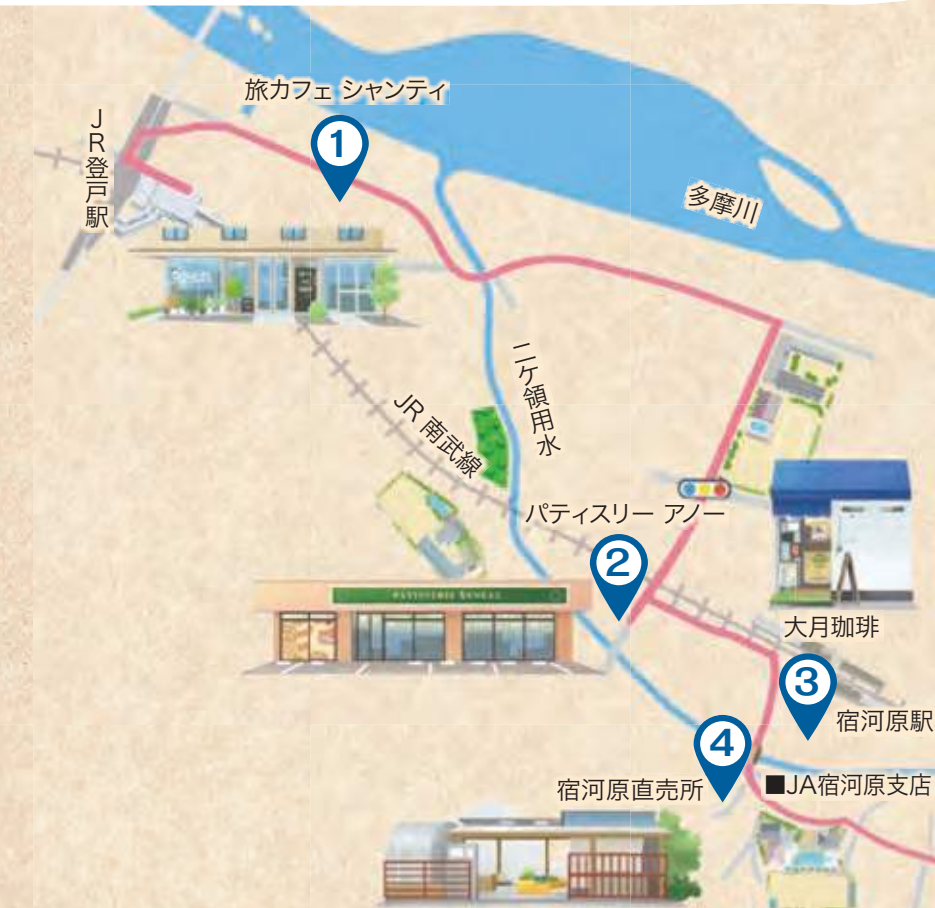 旅カフェ シャンティ
1
JR登戸駅
多摩川
二ケ領用水
JR 南武線
パティスリー アノー
2
大月珈琲
3
宿河原駅
4
宿河原直売所
■JA宿河原支店